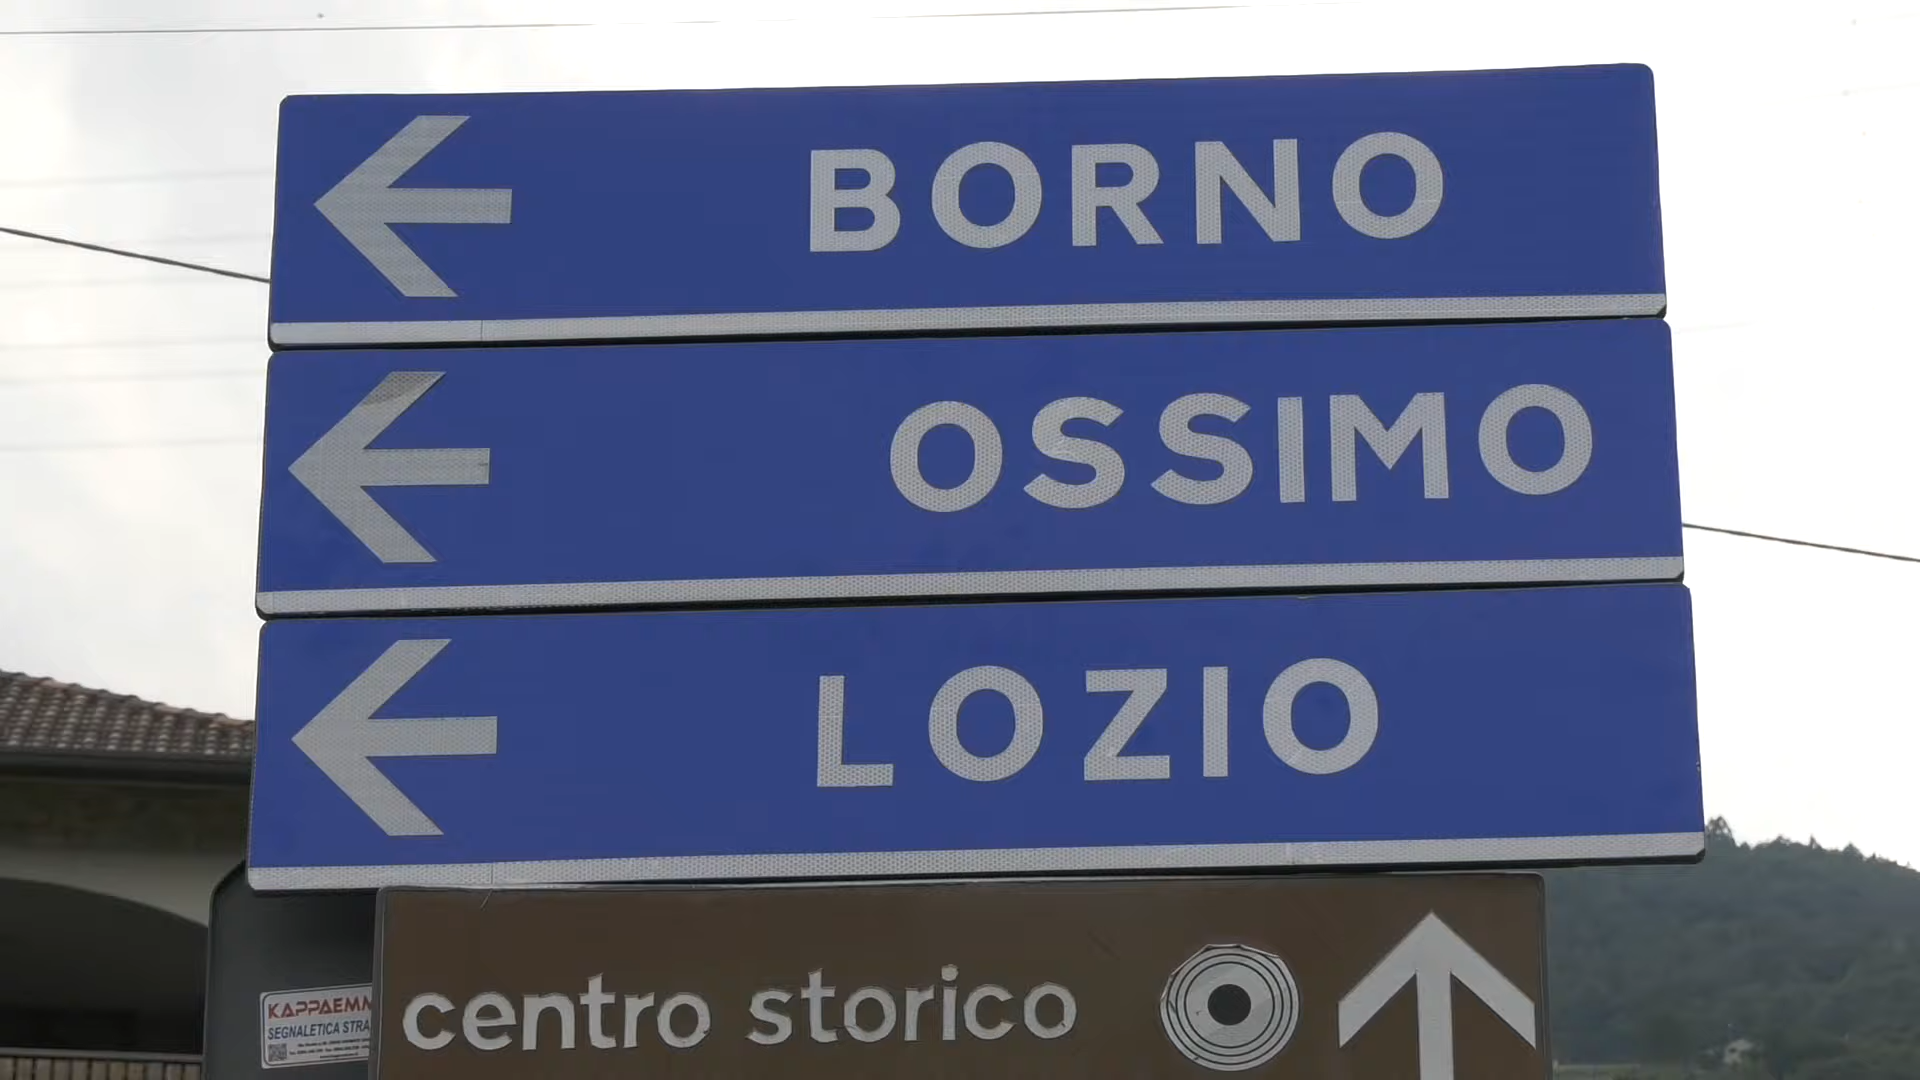 BORNO
OSSIMO
LOZIO
centro storico
KAPPAEMM
SEGNALETICA STRA